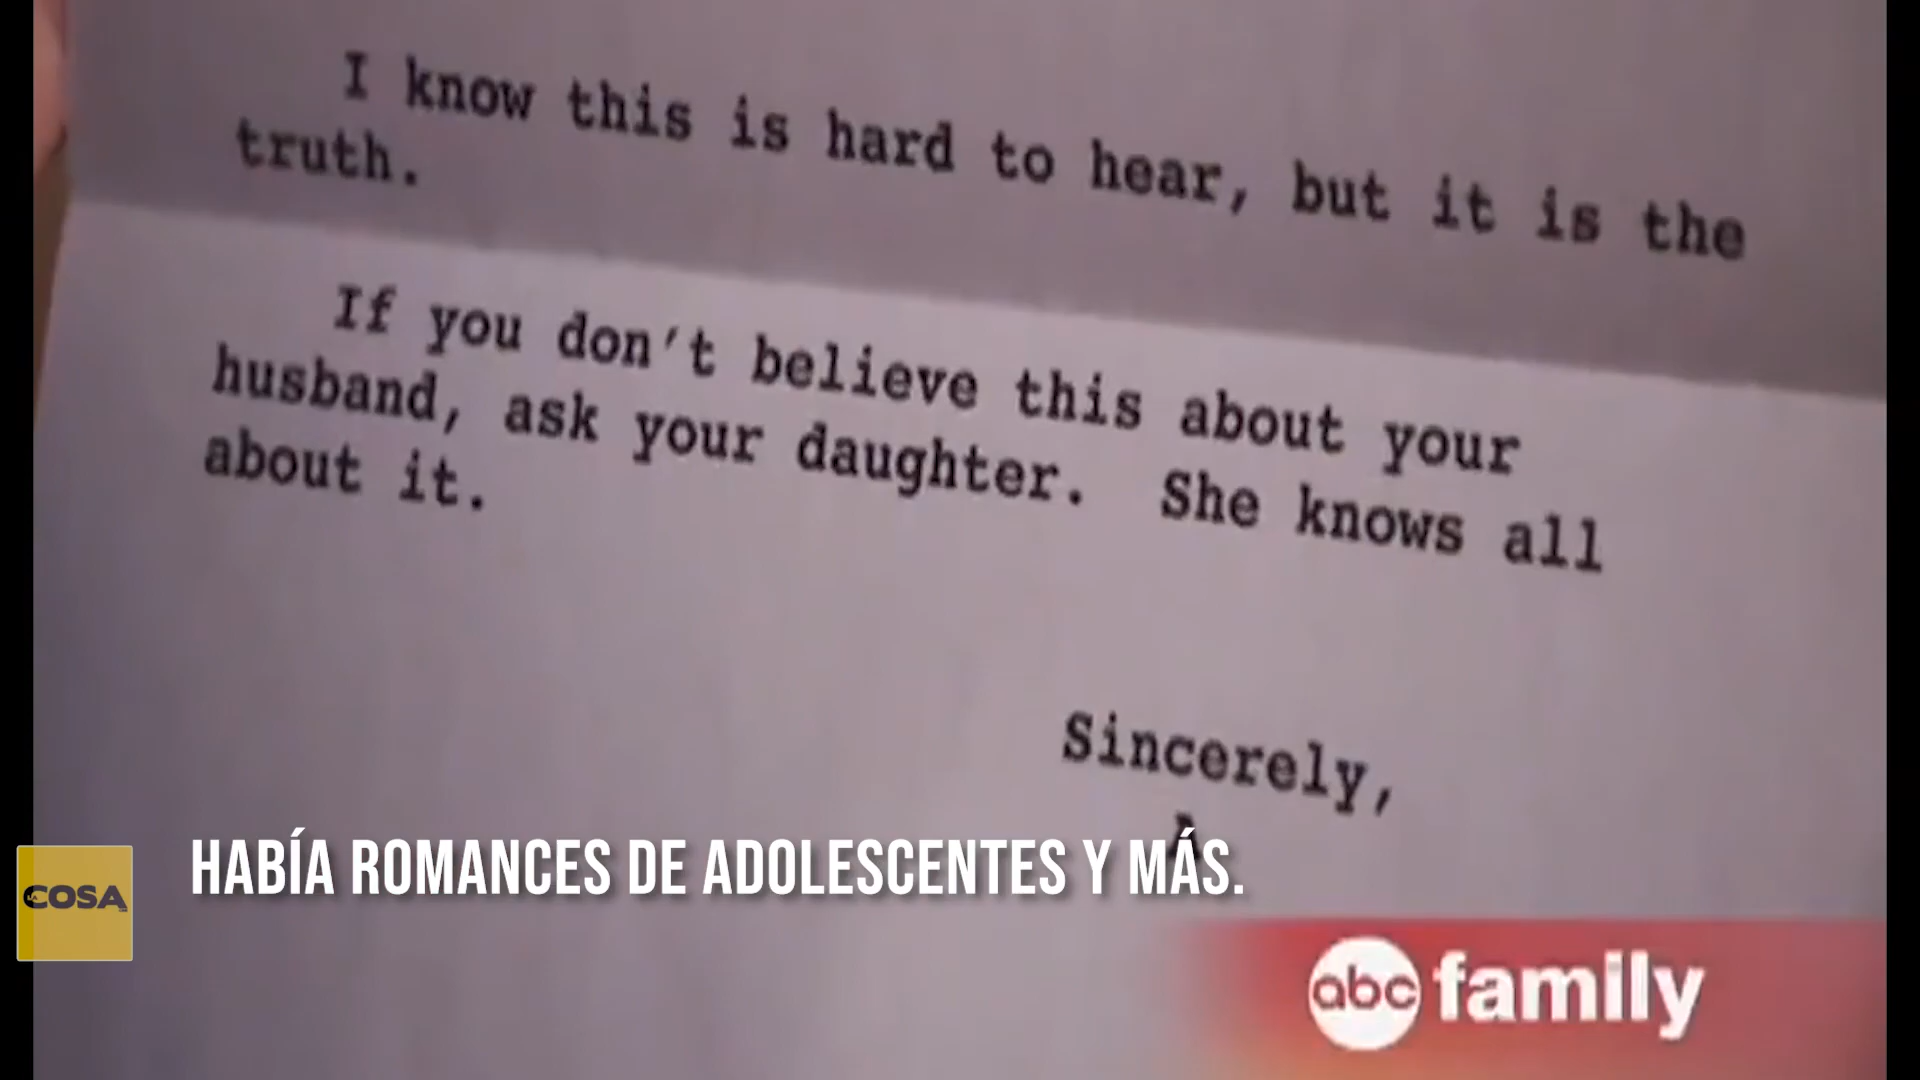 I know this is hard to hear, but it is the
truth.
If you don't believe this about your
husband, ask your daughter. She knows all
about it.
Sincerely,
A
HABÍA ROMANCES DE ADOLESCENTES Y MÁS.
LA COSA
abc family